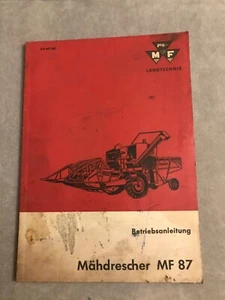 MF
LANDTECHNIK
Betriebsanleitung
Mähdrescher MF 87